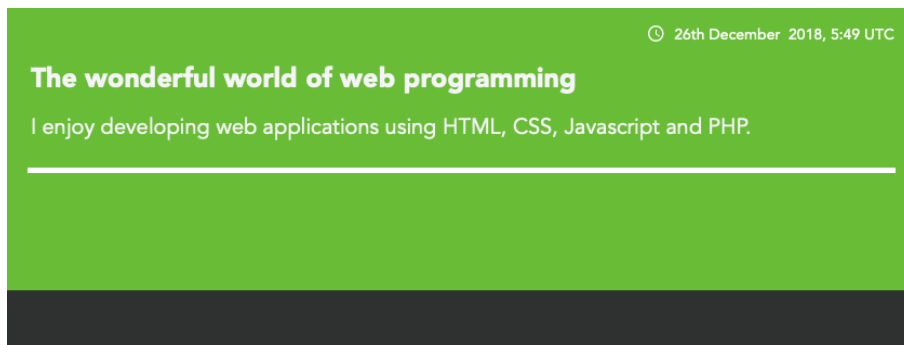 26th December 2018, 5:49 UTC
The wonderful world of web programming
I enjoy developing web applications using HTML, CSS, Javascript and PHP.